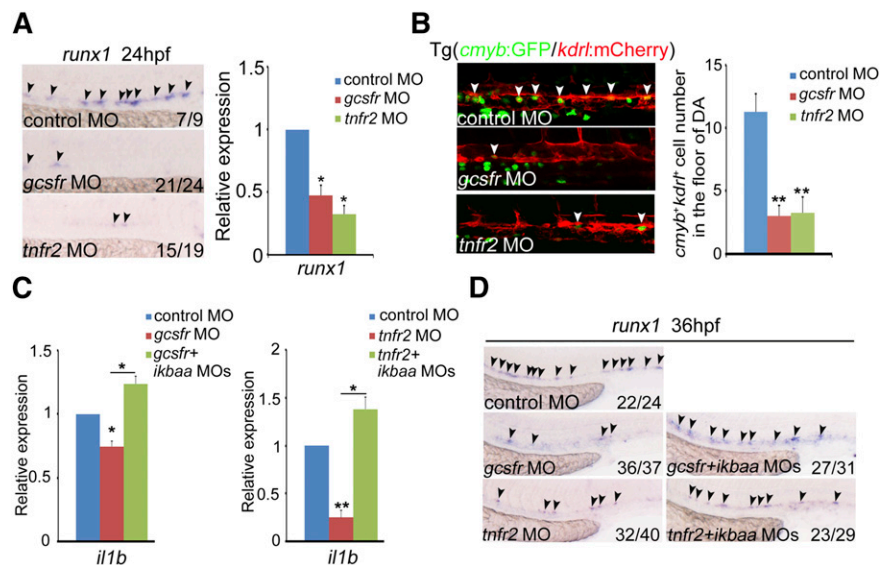 A
runx1 24hpf
control MO
7/9
gcsfr MO
21/24
tnfr2 MO
15/19
control MO
gcsfr MO
tnfr2 MO
Relative expression
1
0.5
0
*
*
runx1
B
Tg(cmyb:GFP/kdrl:mCherry)
control MO
gcsfr MO
tnfr2 MO
control MO
gcsfr MO
tnfr2 MO
cmyb+kdrl+ cell number
in the floor of DA
15
10
5
0
**
**
C
control MO
gcsfr MO
gcsfr+
ikbaa MOs
Relative expression
1.5
1
0.5
0
*
*
il1b
control MO
tnfr2 MO
tnfr2+
ikbaa MOs
Relative expression
2
1.5
1
0.5
0
**
*
il1b
D
runx1 36hpf
control MO
22/24
gcsfr MO
36/37
gcsfr+ikbaa MOs
27/31
tnfr2 MO
32/40
tnfr2+ikbaa MOs
23/29